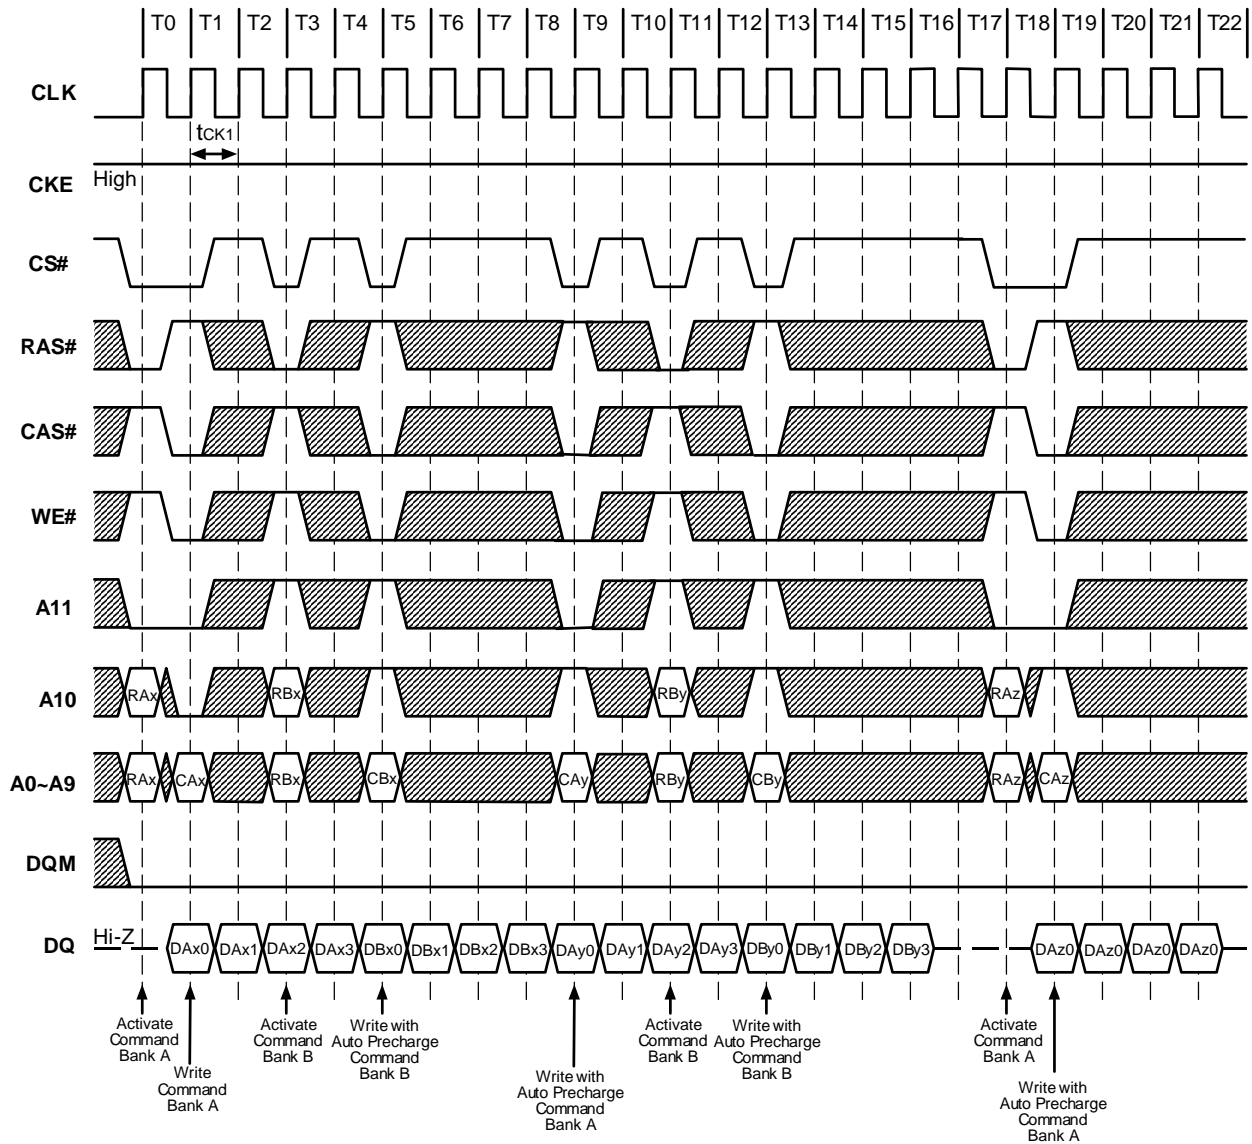 T0 T1 T2 T3 T4 T5 T6 T7 T8 T9 T10 T11 T12 T13 T14 T15 T16 T17 T18 T19 T20 T21 T22
CLK
tCK1
CKE High
CS#
RAS#
CAS#
WE#
A11
A10 RAx RBx RBy RAz
A0~A9 RAx CAx RBx CBx CAy RBy CBy RAz CAz
DQM
DQ Hi-Z DAx0 DAx1 DAx2 DAx3 DBx0 DBx1 DBx2 DBx3 DAy0 DAy1 DAy2 DAy3 DBy0 DBy1 DBy2 DBy3 DAz0 DAz0 DAz0 DAz0
Activate
Command
Bank A
Write
Command
Bank A
Activate
Command
Bank B
Write with
Auto Precharge
Command
Bank B
Write with
Auto Precharge
Command
Bank A
Activate
Command
Bank B
Write with
Auto Precharge
Command
Bank B
Activate
Command
Bank A
Write with
Auto Precharge
Command
Bank A